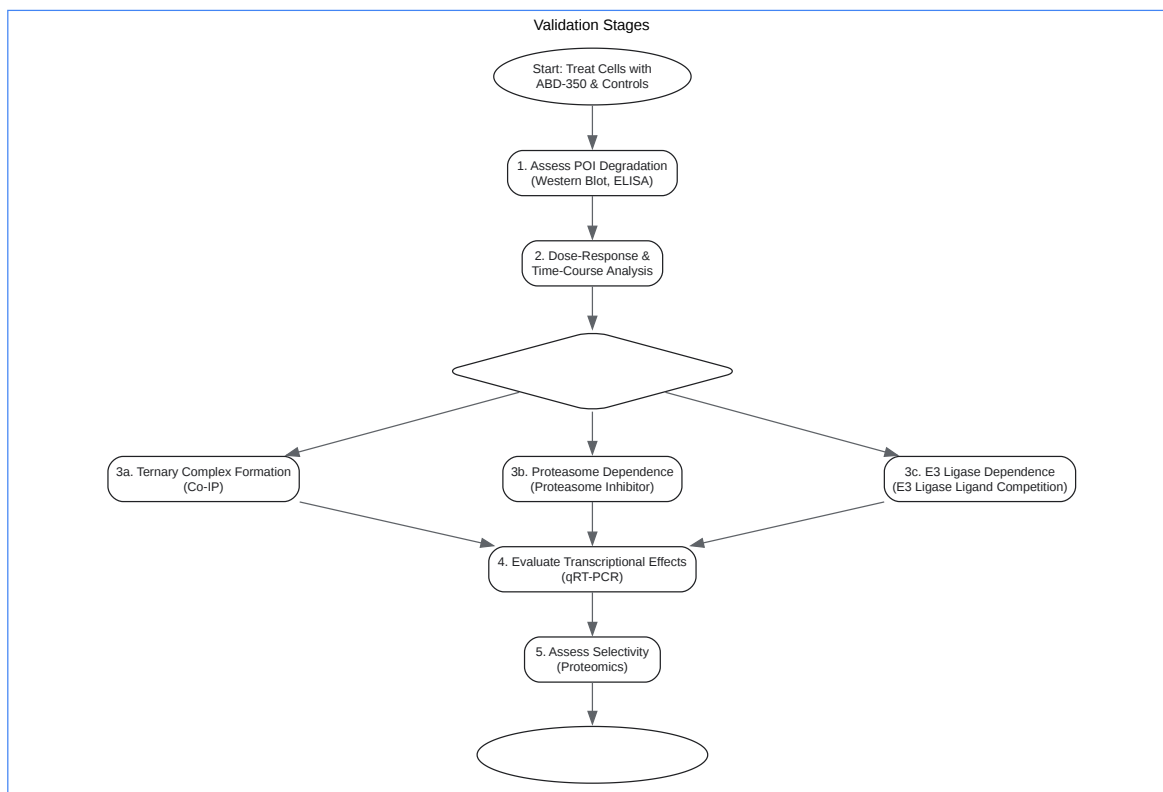 Validation Stages
Start: Treat Cells with
ABD-350 & Controls
1. Assess POI Degradation
(Western Blot, ELISA)
2. Dose-Response &
Time-Course Analysis
3a. Ternary Complex Formation
(Co-IP)
3b. Proteasome Dependence
(Proteasome Inhibitor)
3c. E3 Ligase Dependence
(E3 Ligase Ligand Competition)
4. Evaluate Transcriptional Effects
(qRT-PCR)
5. Assess Selectivity
(Proteomics)